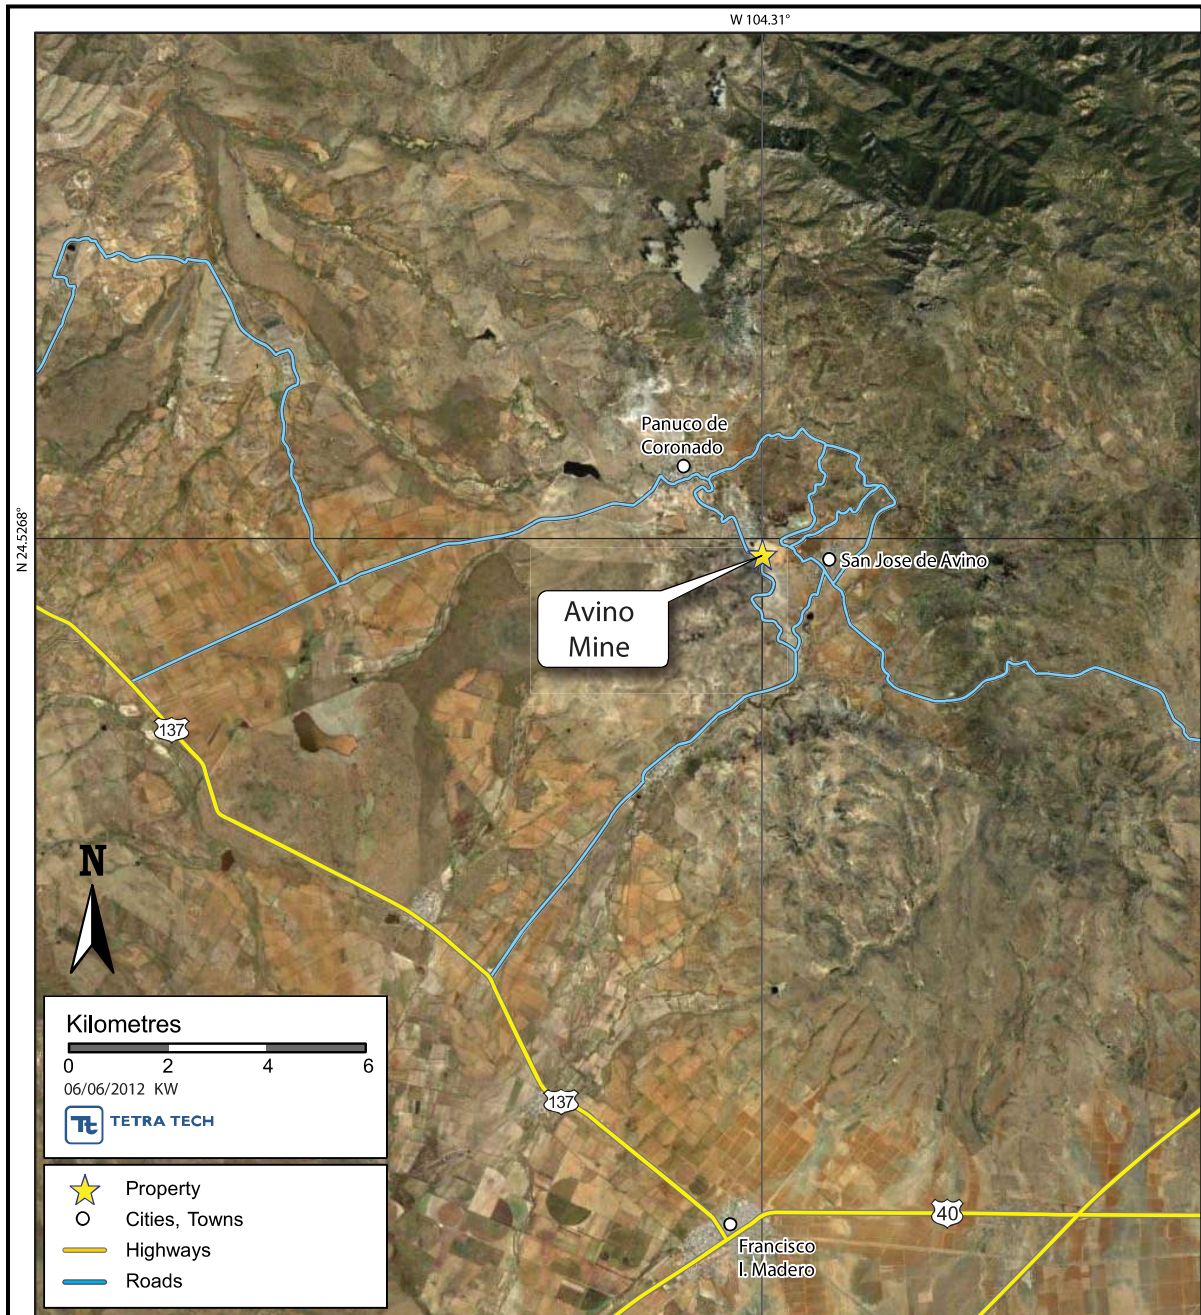 W 104.31°
Panuco de
Coronado
N 24.5268°
San Jose de Avino
Avino
Mine
137
N
Kilometres
0 2 4 6
06/06/2012 KW
Tt TETRA TECH
137
Property
Cities, Towns
Highways
Roads
40
Francisco
I. Madero